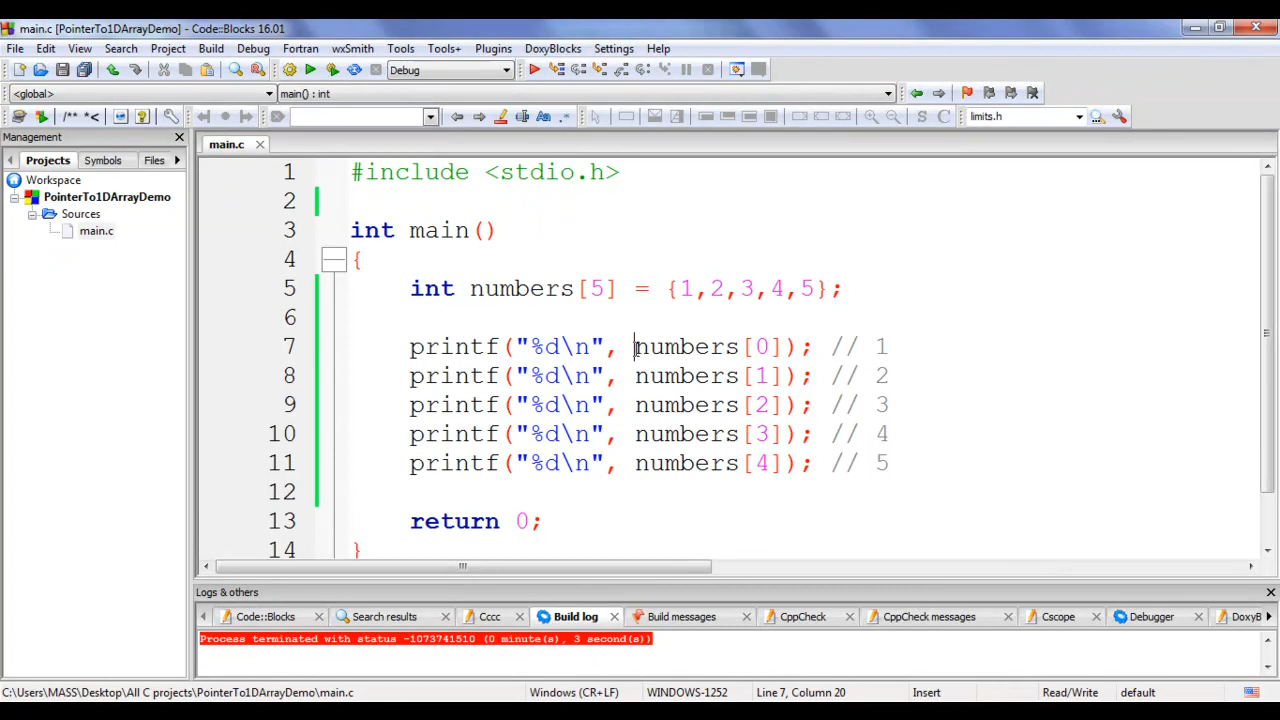 main.c [PointerTo1DArrayDemo] - Code::Blocks 16.01
File Edit View Search Project Build Debug Fortran wxSmith Tools Tools+ Plugins DoxyBlocks Settings Help
Debug
<global> main() : int
/** *< .* S C limits.h
Management
Projects Symbols Files
Workspace
PointerTo1DArrayDemo
Sources
main.c
main.c
1 #include <stdio.h>
2
3 int main()
4 {
5 int numbers[5] = {1,2,3,4,5};
6
7 printf("%d\n", numbers[0]); // 1
8 printf("%d\n", numbers[1]); // 2
9 printf("%d\n", numbers[2]); // 3
10 printf("%d\n", numbers[3]); // 4
11 printf("%d\n", numbers[4]); // 5
12
13 return 0;
14 }
Logs & others
Code::Blocks Search results Cccc Build log Build messages CppCheck CppCheck messages Cscope Debugger DoxyB
Process terminated with status -1073741510 (0 minute(s), 3 second(s))
C:\Users\MASS\Desktop\All C projects\PointerTo1DArrayDemo\main.c Windows (CR+LF) WINDOWS-1252 Line 7, Column 20 Insert Read/Write default